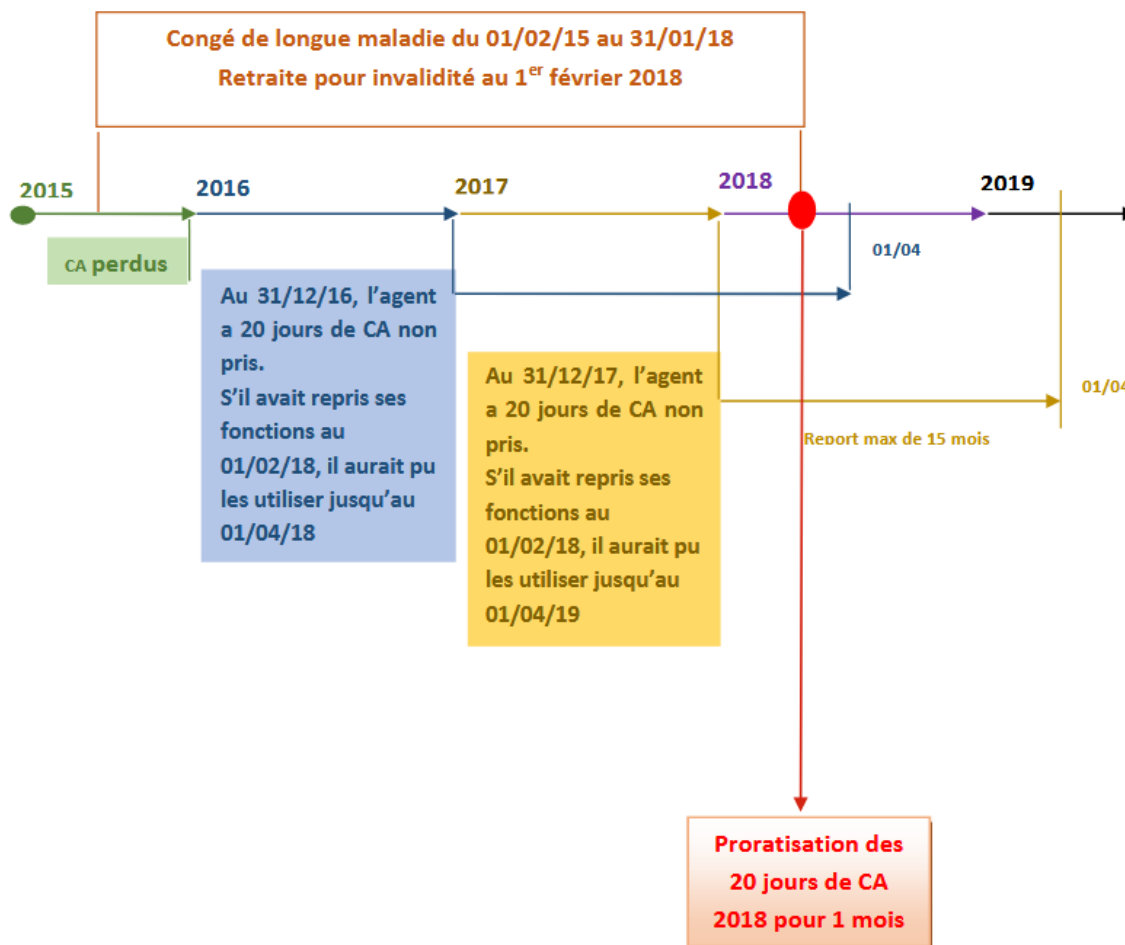 Congé de longue maladie du 01/02/15 au 31/01/18
Retraite pour invalidité au 1er février 2018
2015
2016
2017
2018
2019
CA perdus
01/04
Au 31/12/16, l’agent
a 20 jours de CA non
pris.
S’il avait repris ses
fonctions au
01/02/18, il aurait pu
les utiliser jusqu’au
01/04/18
Au 31/12/17, l’agent
a 20 jours de CA non
pris.
S’il avait repris ses
fonctions au
01/02/18, il aurait pu
les utiliser jusqu’au
01/04/19
01/04
Report max de 15 mois
Proratisation des
20 jours de CA
2018 pour 1 mois